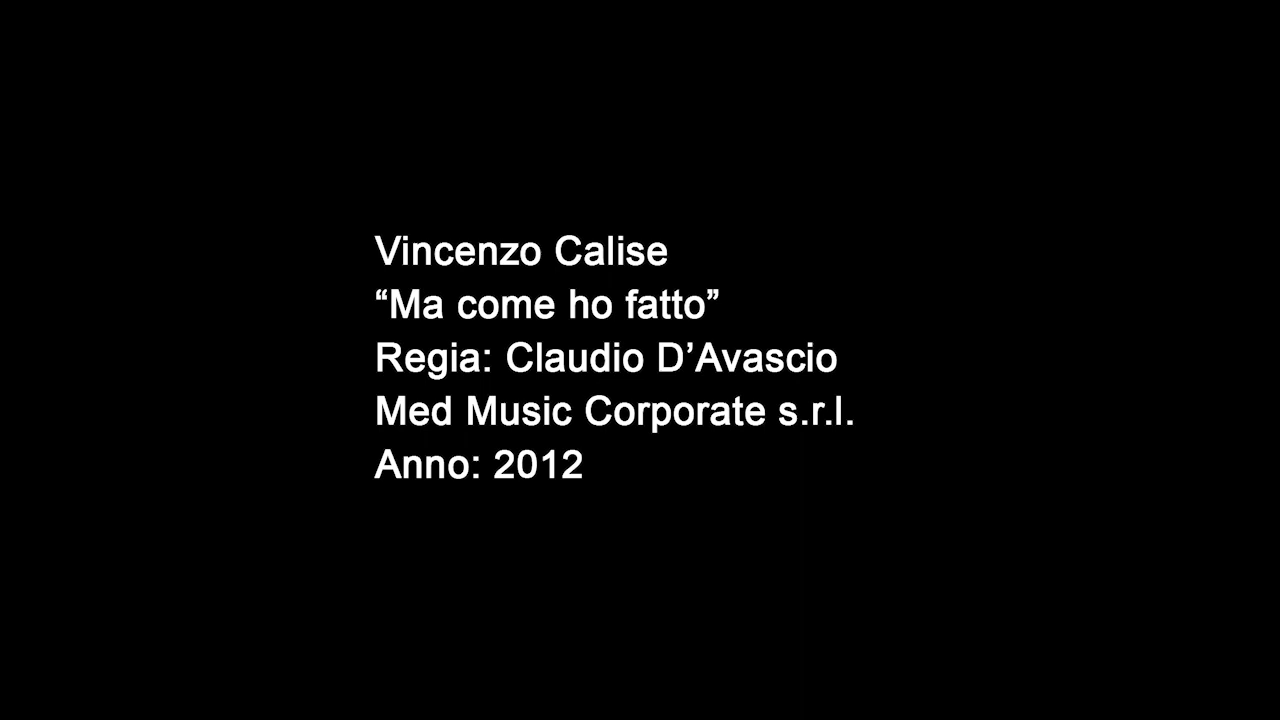 Vincenzo Calise
“Ma come ho fatto”
Regia: Claudio D’Avascio
Med Music Corporate s.r.l.
Anno: 2012